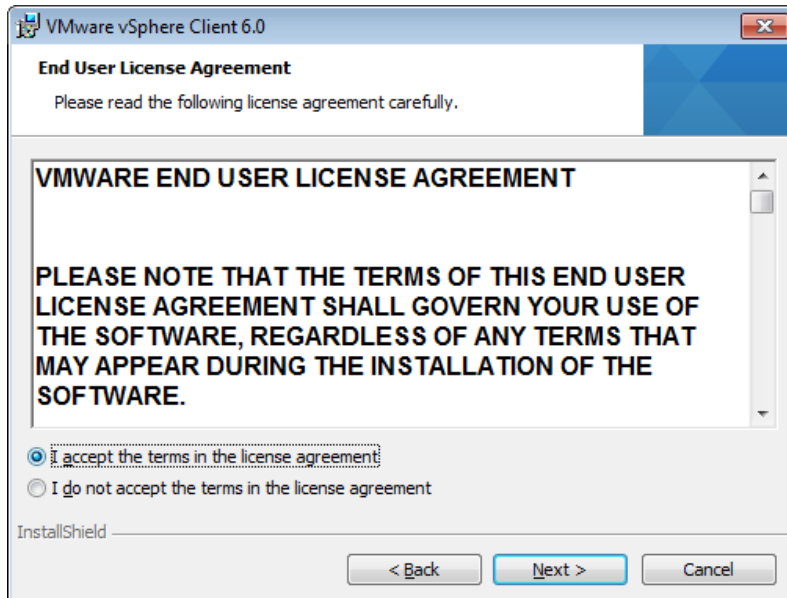 VMware vSphere Client 6.0
End User License Agreement
Please read the following license agreement carefully.
VMWARE END USER LICENSE AGREEMENT
PLEASE NOTE THAT THE TERMS OF THIS END USER
LICENSE AGREEMENT SHALL GOVERN YOUR USE OF
THE SOFTWARE, REGARDLESS OF ANY TERMS THAT
MAY APPEAR DURING THE INSTALLATION OF THE
SOFTWARE.
I accept the terms in the license agreement
I do not accept the terms in the license agreement
InstallShield
< Back Next > Cancel